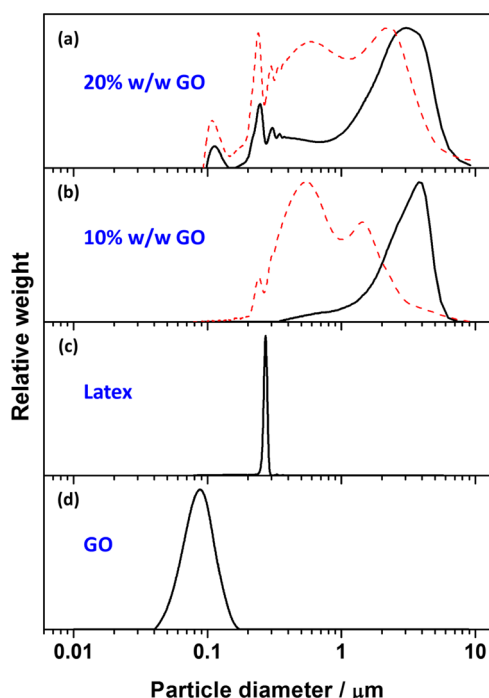 (a)
20% w/w GO
(b)
10% w/w GO
(c)
Latex
(d)
GO
Relative weight
0.01 0.1 1 10
Particle diameter / μm